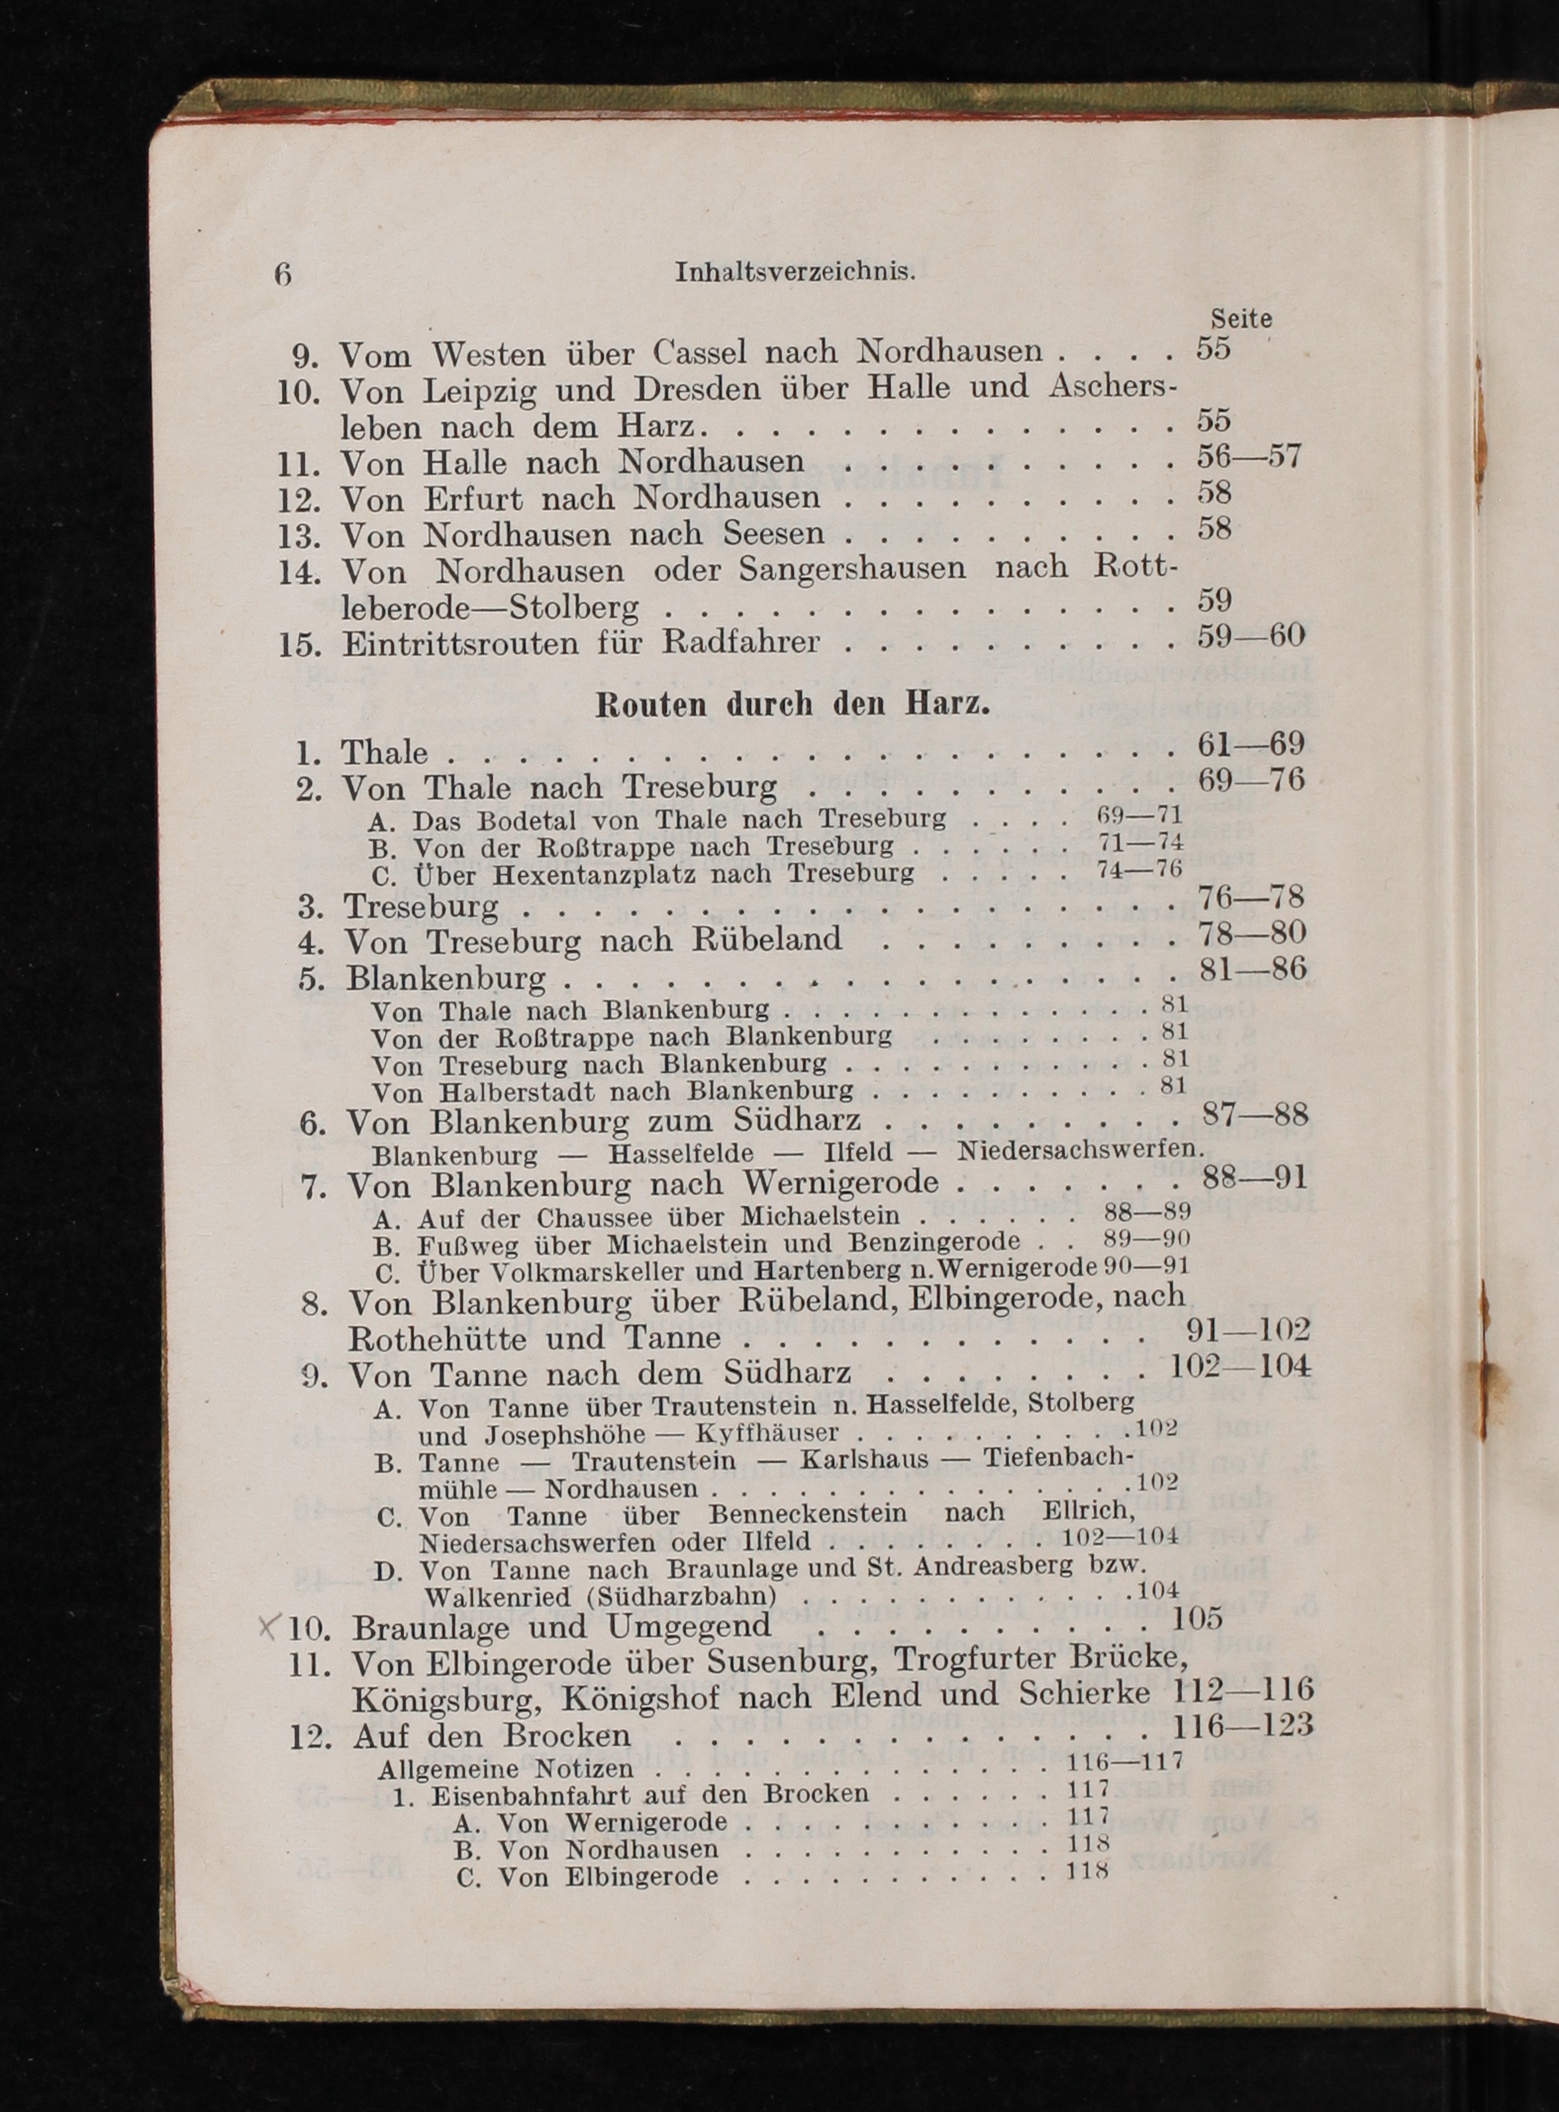 6 Inhaltsverzeichnis.
Seite
9. Vom Westen über Cassel nach Nordhausen . . . . 55
10. Von Leipzig und Dresden über Halle und Aschers-
leben nach dem Harz. . . . . . . . . . . . . . 55
11. Von Halle nach Nordhausen . . . . . . . . . . 56—57
12. Von Erfurt nach Nordhausen . . . . . . . . . . 58
13. Von Nordhausen nach Seesen . . . . . . . . . . 58
14. Von Nordhausen oder Sangershausen nach Rott-
leberode—Stolberg . . . . . . . . . . . . . . . 59
15. Eintrittsrouten für Radfahrer . . . . . . . . . . 59—60
Routen durch den Harz.
1. Thale . . . . . . . . . . . . . . . . . . . . . 61—69
2. Von Thale nach Treseburg . . . . . . . . . . . 69—76
A. Das Bodetal von Thale nach Treseburg . . . . 69—71
B. Von der Roßtrappe nach Treseburg . . . . . . 71—74
C. Über Hexentanzplatz nach Treseburg . . . . . 74—76
3. Treseburg . . . . . . . . . . . . . . . . . . . 76—78
4. Von Treseburg nach Rübeland . . . . . . . . . 78—80
5. Blankenburg . . . . . . . . . . . . . . . . . . 81—86
Von Thale nach Blankenburg . . . . . . . . . . . . . 81
Von der Roßtrappe nach Blankenburg . . . . . . . . 81
Von Treseburg nach Blankenburg . . . . . . . . . . . 81
Von Halberstadt nach Blankenburg . . . . . . . . . . 81
6. Von Blankenburg zum Südharz . . . . . . . . . 87—88
Blankenburg — Hasselfelde — Ilfeld — Niedersachswerfen.
7. Von Blankenburg nach Wernigerode . . . . . . . 88—91
A. Auf der Chaussee über Michaelstein . . . . . . 88—89
B. Fußweg über Michaelstein und Benzingerode . . 89—90
C. Über Volkmarskeller und Hartenberg n. Wernigerode 90—91
8. Von Blankenburg über Rübeland, Elbingerode, nach
Rothehütte und Tanne . . . . . . . . . . . . . 91—102
9. Von Tanne nach dem Südharz . . . . . . . . 102—104
A. Von Tanne über Trautenstein n. Hasselfelde, Stolberg
und Josephshöhe — Kyffhäuser . . . . . . . . . . 102
B. Tanne — Trautenstein — Karlshaus — Tiefenbach-
mühle — Nordhausen . . . . . . . . . . . . . . . 102
C. Von Tanne über Benneckenstein nach Ellrich,
Niedersachswerfen oder Ilfeld . . . . . . . . 102—104
D. Von Tanne nach Braunlage und St. Andreasberg bzw.
Walkenried (Südharzbahn) . . . . . . . . . . . . 104
10. Braunlage und Umgegend . . . . . . . . . . 105
11. Von Elbingerode über Susenburg, Trogfurter Brücke,
Königsburg, Königshof nach Elend und Schierke 112—116
12. Auf den Brocken . . . . . . . . . . . . . . 116—123
Allgemeine Notizen . . . . . . . . . . . . . . 116—117
1. Eisenbahnfahrt auf den Brocken . . . . . . 117
A. Von Wernigerode . . . . . . . . . . . 117
B. Von Nordhausen . . . . . . . . . . . 118
C. Von Elbingerode . . . . . . . . . . . 118